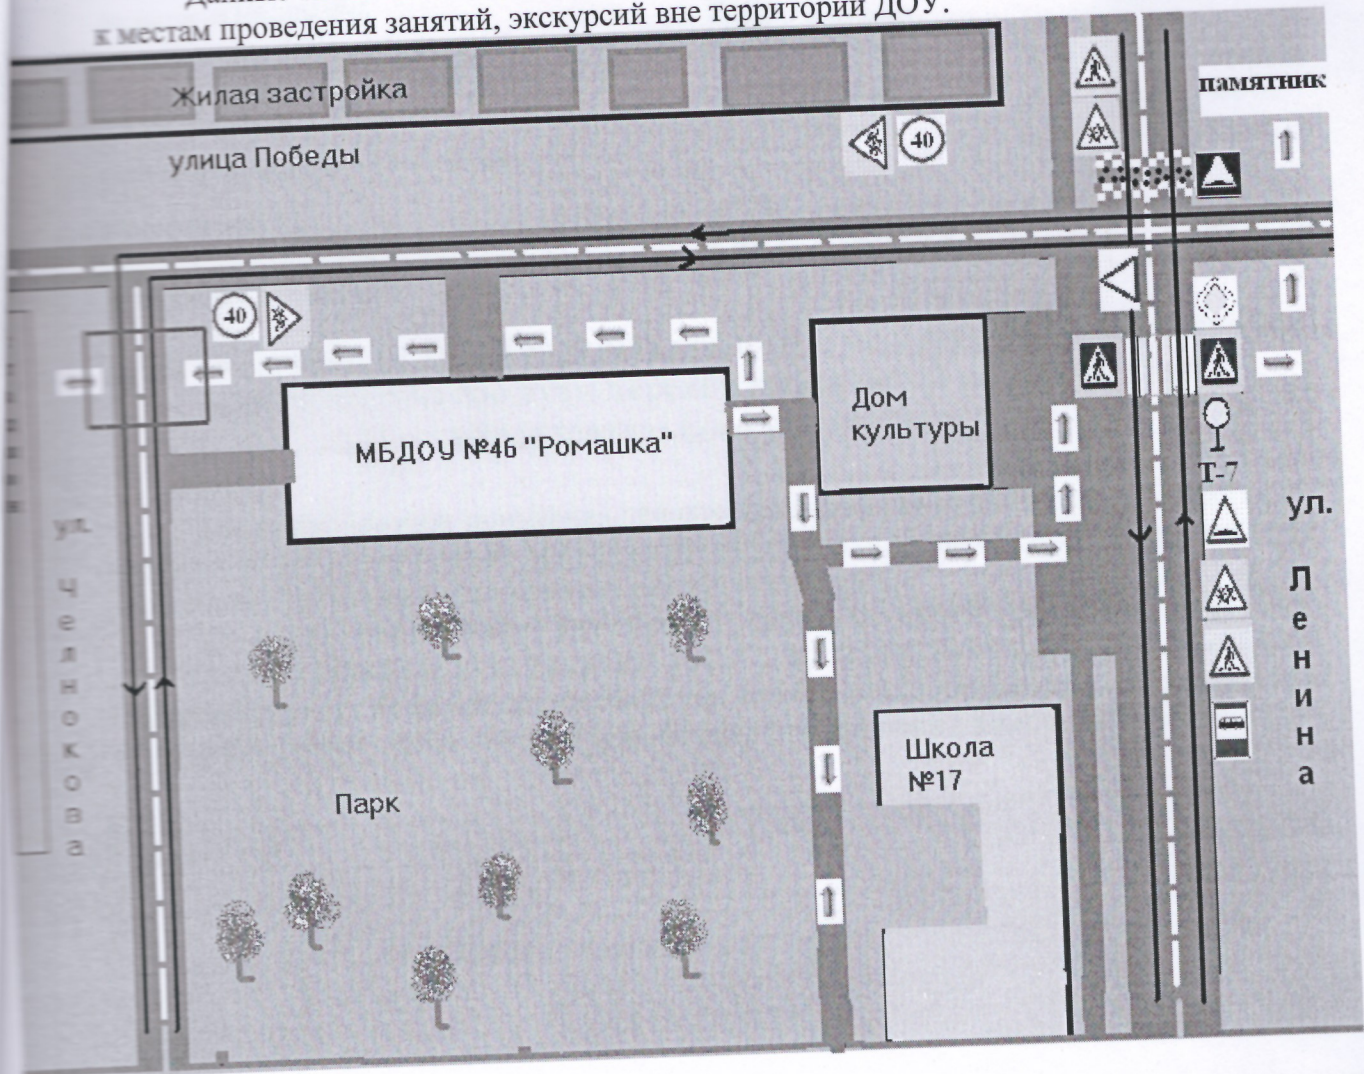 к местам проведения занятий, экскурсий вне территории ДОУ.
Жилая застройка
памятник
улица Победы
40
40
Дом
культуры
МБДОУ №46 "Ромашка"
Т-7
ул.
Ленина
ул.
Челнокова
Школа
№17
Парк